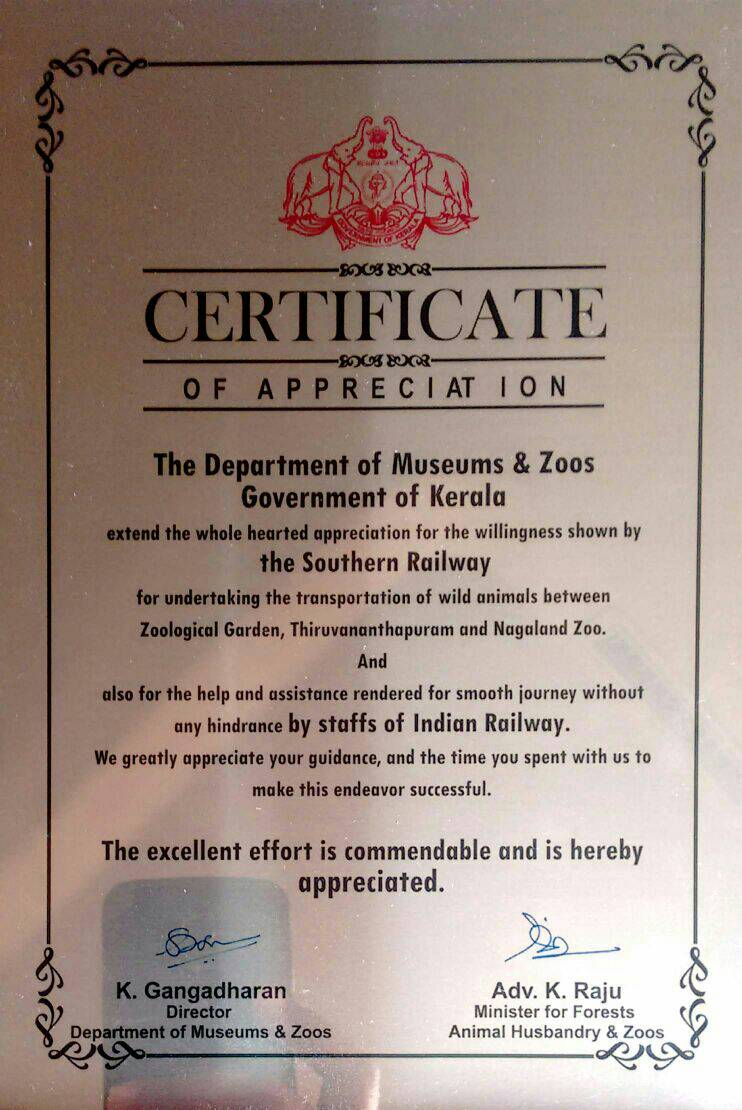 GOVERNMENT OF KERALA
CERTIFICATE
OF APPRECIATION
The Department of Museums & Zoos
Government of Kerala
extend the whole hearted appreciation for the willingness shown by
the Southern Railway
for undertaking the transportation of wild animals between
Zoological Garden, Thiruvananthapuram and Nagaland Zoo.
And
also for the help and assistance rendered for smooth journey without
any hindrance by staffs of Indian Railway.
We greatly appreciate your guidance, and the time you spent with us to
make this endeavor successful.
The excellent effort is commendable and is hereby
appreciated.
K. Gangadharan
Director
Department of Museums & Zoos
Adv. K. Raju
Minister for Forests
Animal Husbandry & Zoos